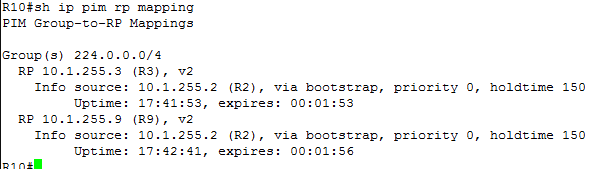 R10#sh ip pim rp mapping
PIM Group-to-RP Mappings
Group(s) 224.0.0.0/4
RP 10.1.255.3 (R3), v2
Info source: 10.1.255.2 (R2), via bootstrap, priority 0, holdtime 150
Uptime: 17:41:53, expires: 00:01:53
RP 10.1.255.9 (R9), v2
Info source: 10.1.255.2 (R2), via bootstrap, priority 0, holdtime 150
Uptime: 17:42:41, expires: 00:01:56
R10#